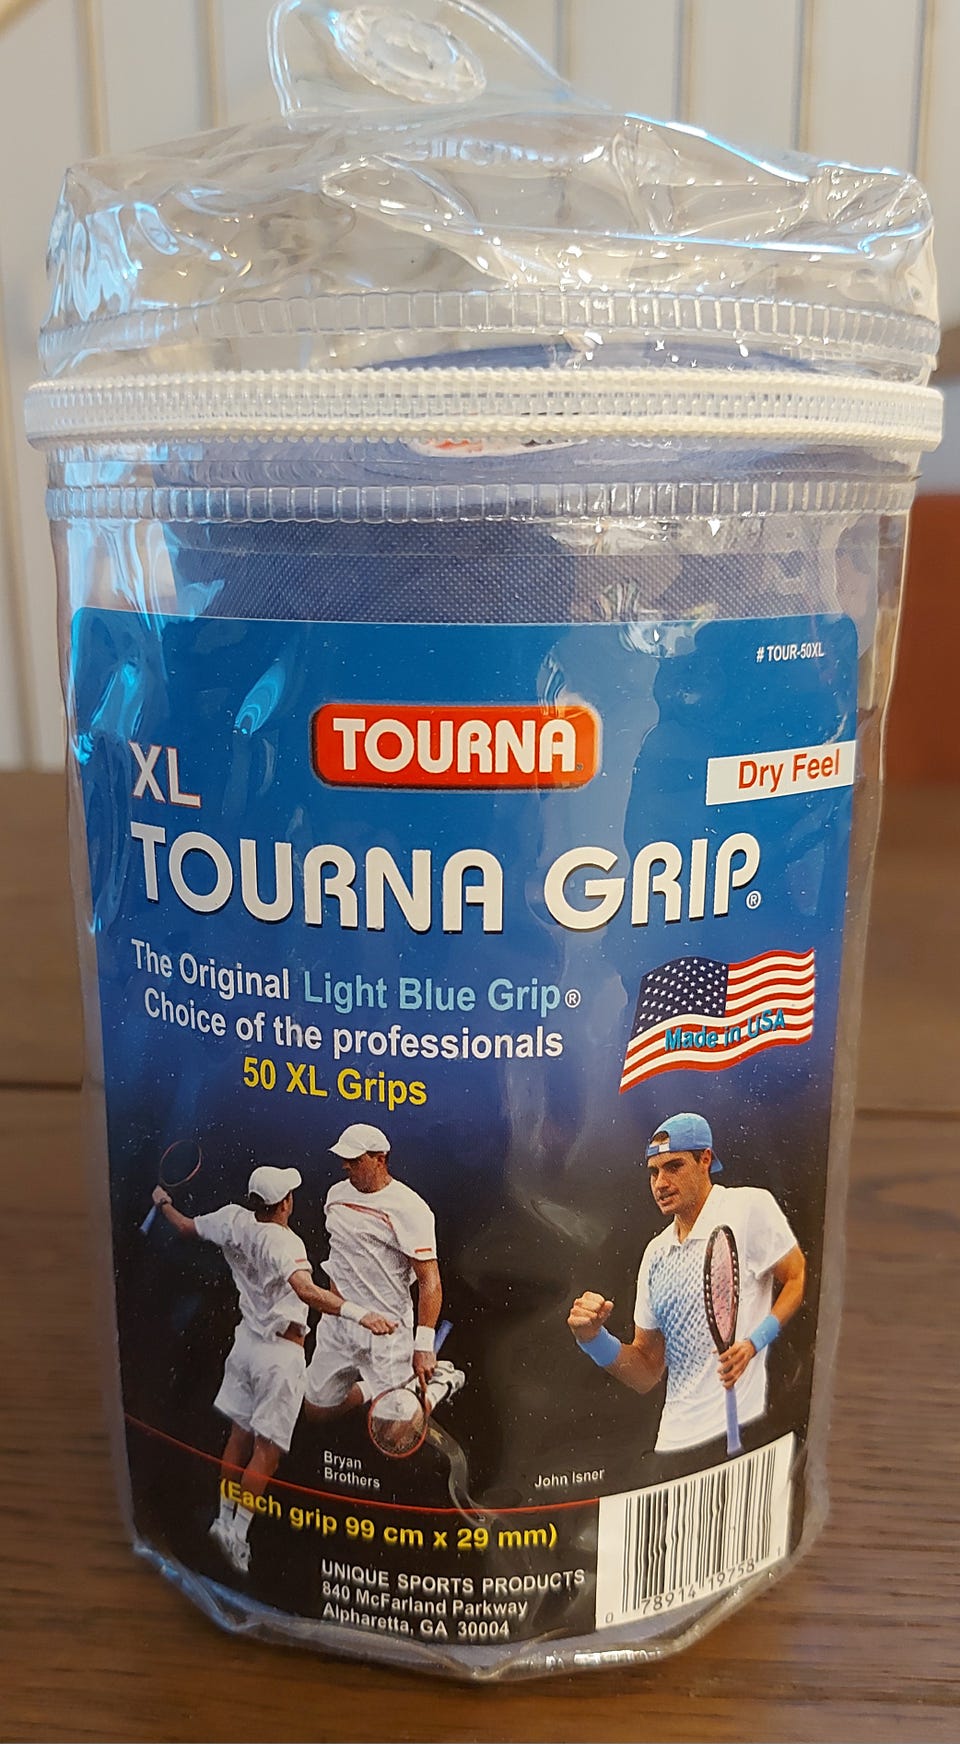 # TOUR-50XL
TOURNA
XL
Dry Feel
TOURNA GRIP®
The Original Light Blue Grip®
Choice of the professionals
50 XL Grips
Made in USA
Bryan
Brothers
John Isner
(Each grip 99 cm x 29 mm)
UNIQUE SPORTS PRODUCTS
840 McFarland Parkway
Alpharetta, GA 30004
0 78914 19758 1